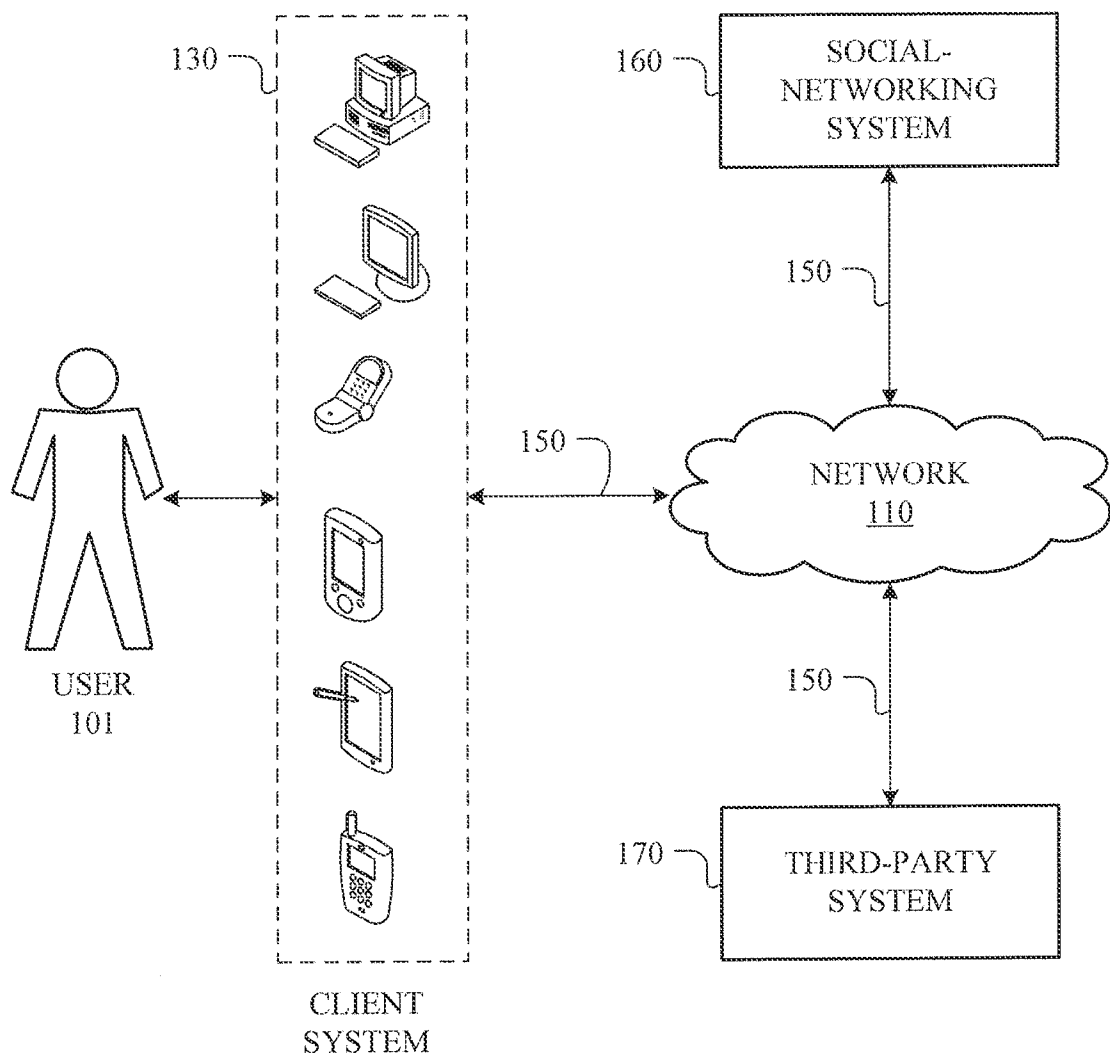 130
160
SOCIAL-
NETWORKING
SYSTEM
150
150
NETWORK
110
USER
101
150
170
THIRD-PARTY
SYSTEM
CLIENT
SYSTEM